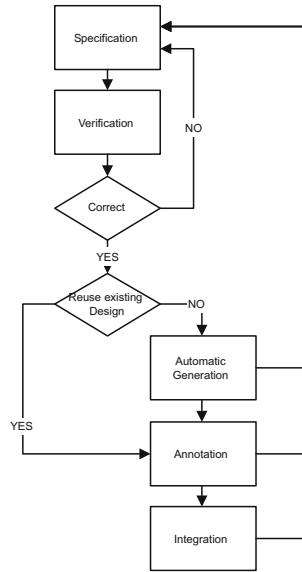 Specification
Verification
NO
Correct
YES
Reuse existing
Design
NO
Automatic
Generation
YES
Annotation
Integration